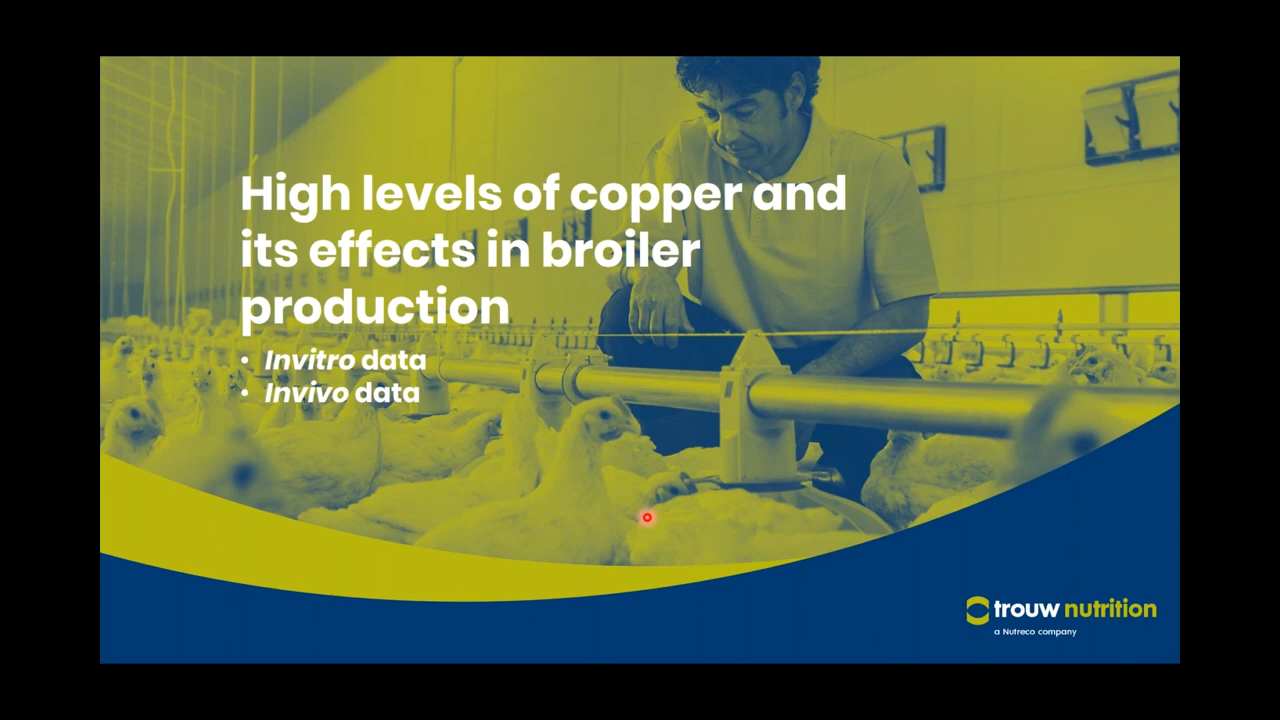 High levels of copper and
its effects in broiler
production
• Invitro data
• Invivo data
trouw nutrition
a Nutreco company